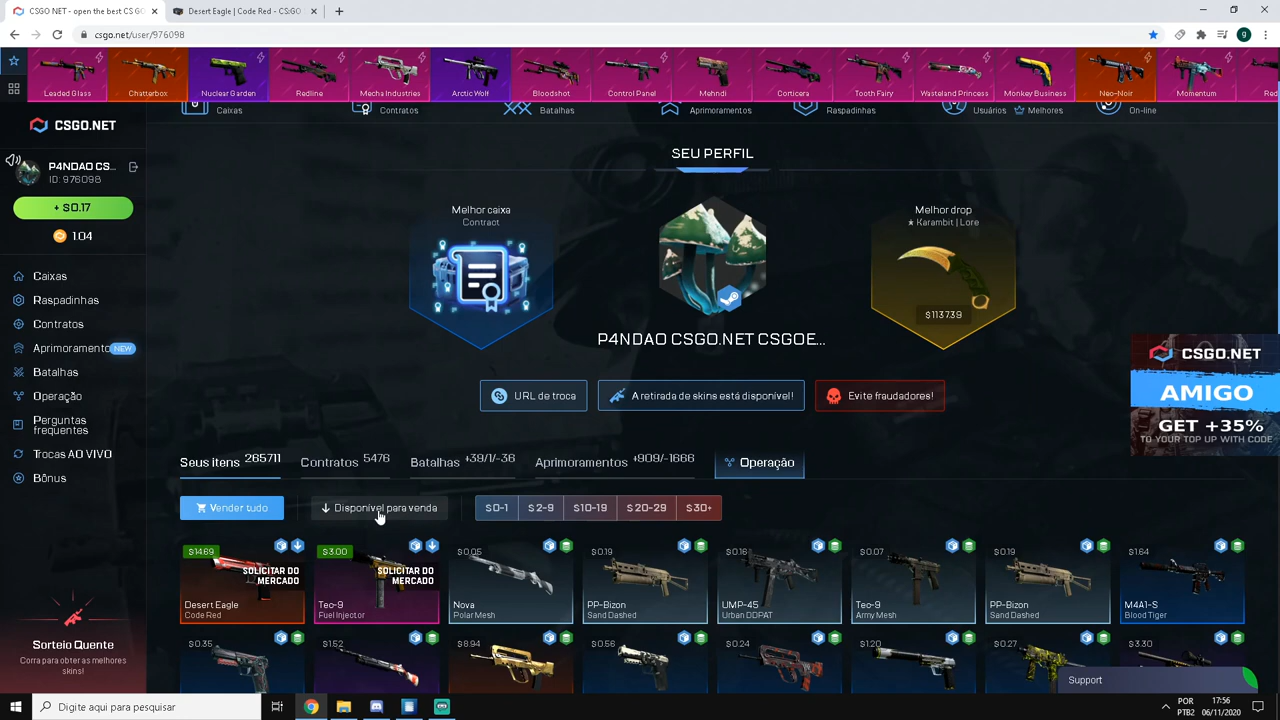 CSGO NET - open the best CS GO
Desert Eagle | Code Red - CS:GO
csgo.net/user/976098
Leaded Glass
Chatterbox
Nuclear Garden
Redline
Mecha Industries
Arctic Wolf
Bloodshot
Control Panel
Mehndi
Corticera
Tooth Fairy
Wasteland Princess
Monkey Business
Neo-Noir
Momentum
Caixas
Contratos
Batalhas
Aprimoramentos
Raspadinhas
Usuários
Melhores
On-line
CSGO.NET
P4NDAO CS...
ID: 976098
+ $0.17
1.04
Caixas
Raspadinhas
Contratos
Aprimoramento NEW
Batalhas
Operação
Perguntas
frequentes
Trocas AO VIVO
Bônus
Sorteio Quente
Corra para obter as melhores
skins!
SEU PERFIL
Melhor caixa
Contract
P4NDAO CSGO.NET CSGOE...
Melhor drop
★ Karambit | Lore
$1137.39
URL de troca
A retirada de skins está disponível!
Evite fraudadores!
CSGO.NET
AMIGO
GET +35%
TO YOUR TOP UP WITH CODE
Seus itens 265711
Contratos 5476
Batalhas +39/1/-36
Aprimoramentos +909/-1666
Operação
Vender tudo
Disponível para venda
$0-1
$2-9
$10-19
$20-29
$30+
$14.69
SOLICITAR DO
MERCADO
Desert Eagle
Code Red
$3.00
SOLICITAR DO
MERCADO
Tec-9
Fuel Injector
$0.05
Nova
Polar Mesh
$0.19
PP-Bizon
Sand Dashed
$0.16
UMP-45
Urban DDPAT
$0.07
Tec-9
Army Mesh
$0.19
PP-Bizon
Sand Dashed
$1.64
M4A1-S
Blood Tiger
$0.35
$1.52
$8.94
$0.56
$0.24
$1.20
$0.27
$3.30
Support
Digite aqui para pesquisar
POR
PTB2
17:56
06/11/2020